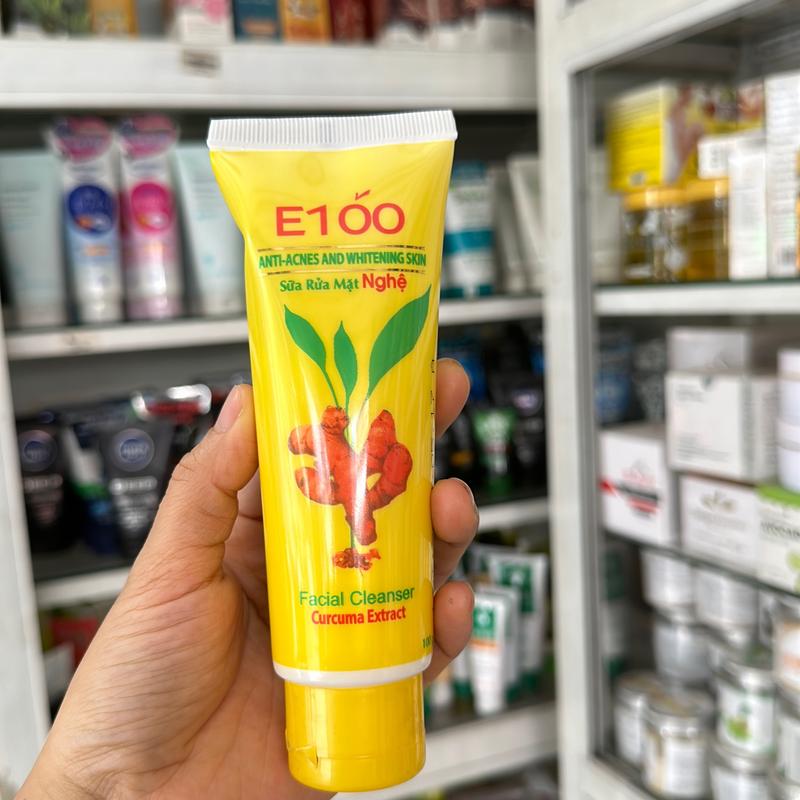 E100
ANTI-ACNES AND WHITENING SKIN
Sữa Rửa Mặt Nghệ
Facial Cleanser
Curcuma Extract